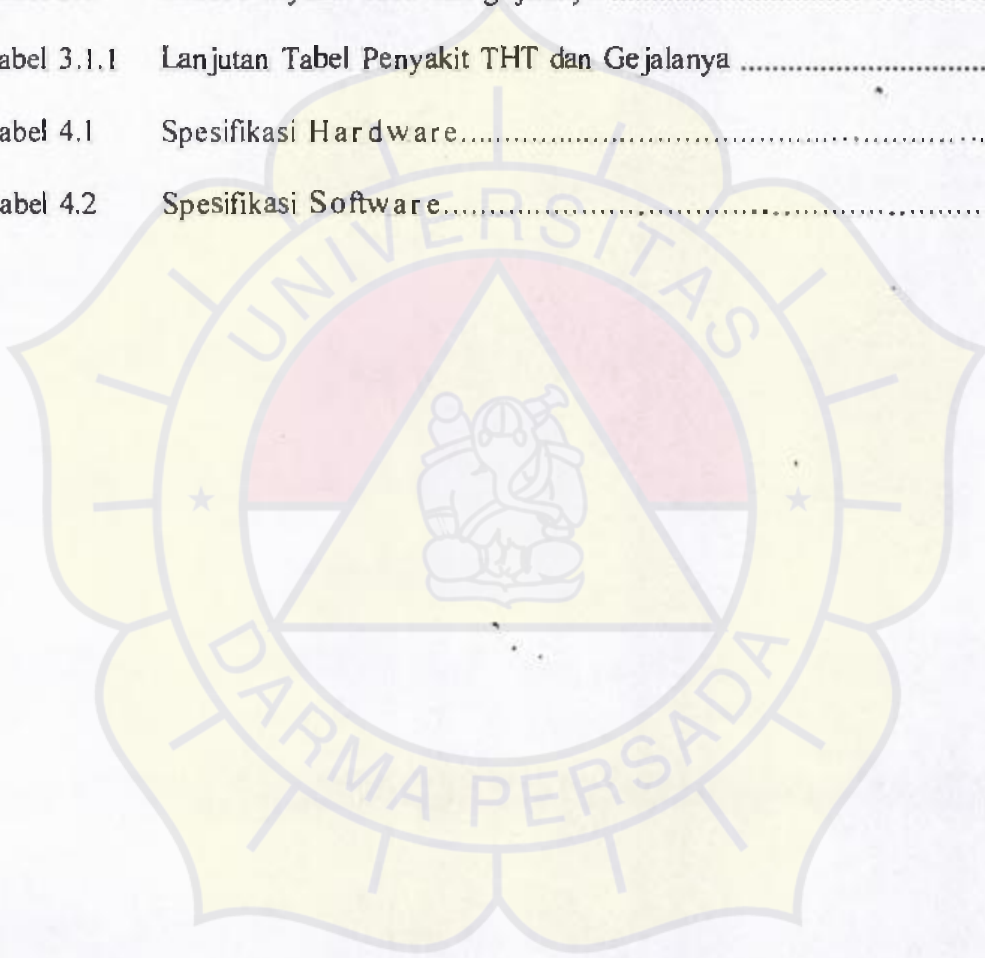 abel 3.1.1 Lanjutan Tabel Penyakit THT dan Gejalanya ..............................
abel 4.1 Spesifikasi Hardware..............................................................
abel 4.2 Spesifikasi Software...............................................................
UNIVERSITAS
DARMA PERSADA